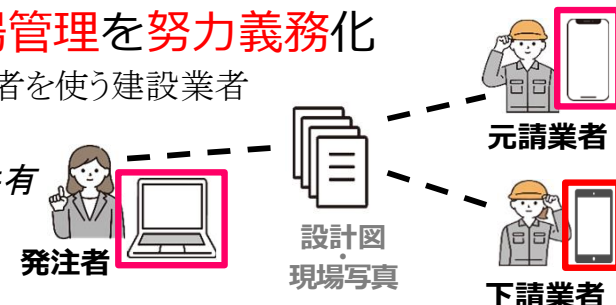 場管理を努力義務化
者を使う建設業者
有
元請業者
発注者
設計図
・
現場写真
下請業者